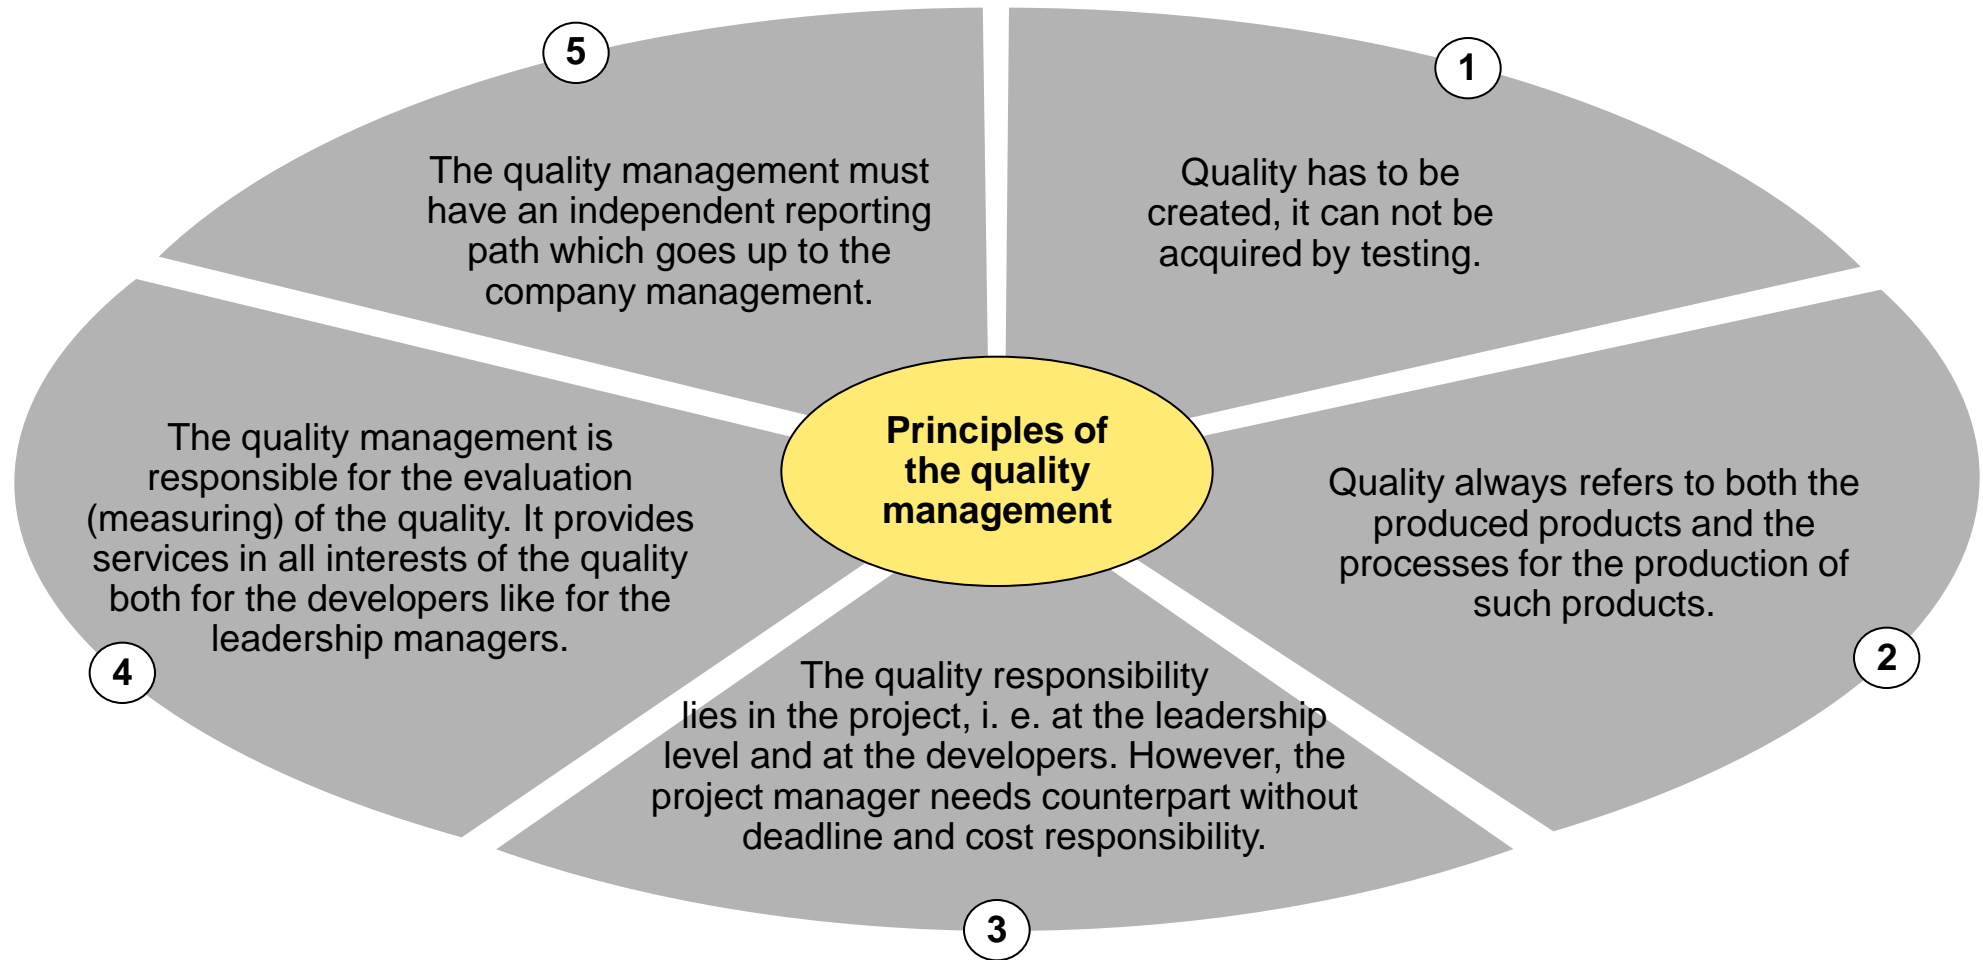 Principles of
the quality
management
1
Quality has to be
created, it can not be
acquired by testing.
2
Quality always refers to both the
produced products and the
processes for the production of
such products.
3
The quality responsibility
lies in the project, i. e. at the leadership
level and at the developers. However, the
project manager needs counterpart without
deadline and cost responsibility.
4
The quality management is
responsible for the evaluation
(measuring) of the quality. It provides
services in all interests of the quality
both for the developers like for the
leadership managers.
5
The quality management must
have an independent reporting
path which goes up to the
company management.